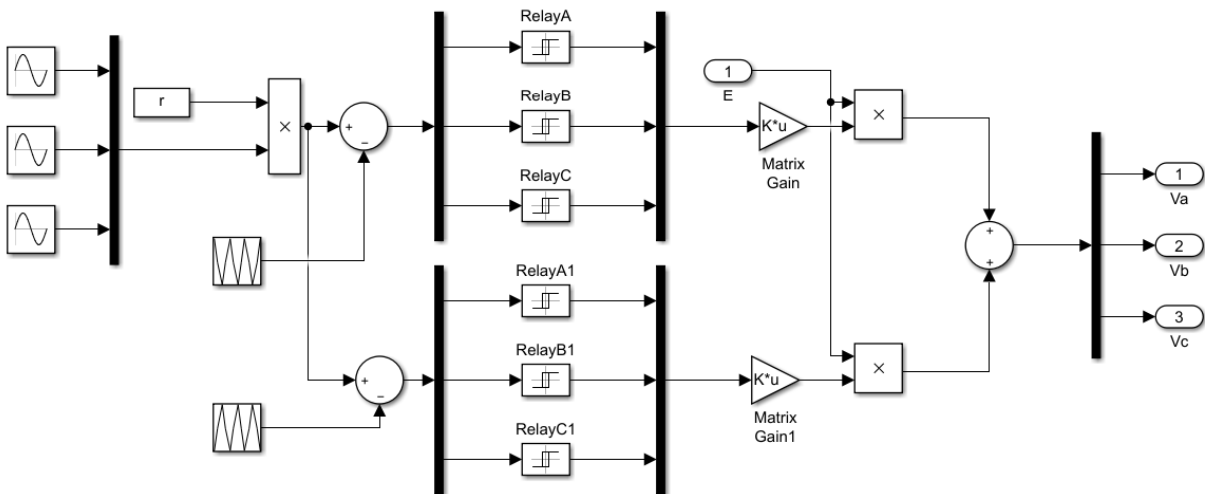 RelayA
r
×
+
−
RelayB
RelayC
1
E
K*u
Matrix
Gain
×
+
+
1
Va
2
Vb
3
Vc
RelayA1
RelayB1
RelayC1
+
−
K*u
Matrix
Gain1
×